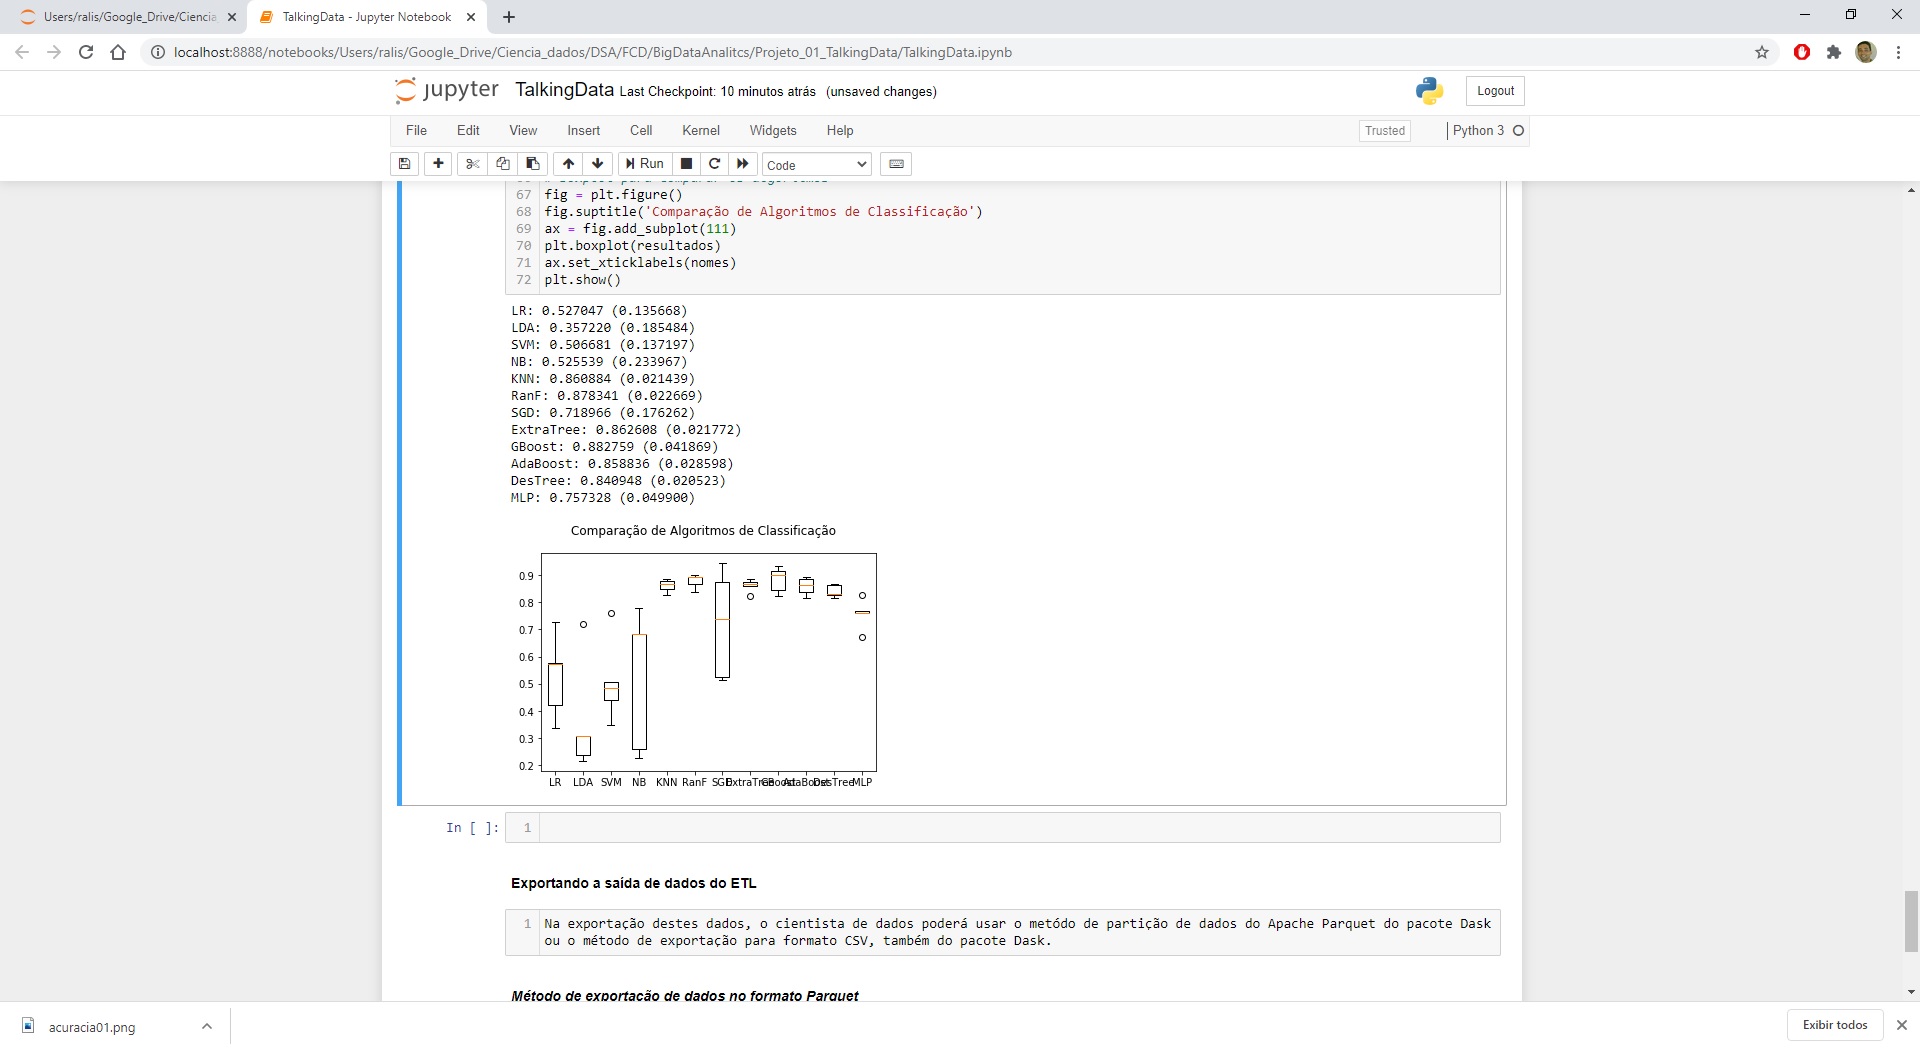 Users/ralis/Google_Drive/Ciencia
TalkingData - Jupyter Notebook
localhost:8888/notebooks/Users/ralis/Google_Drive/Ciencia_dados/DSA/FCD/BigDataAnalitcs/Projeto_01_TalkingData/TalkingData.ipynb
jupyter TalkingData Last Checkpoint: 10 minutos atrás (unsaved changes)
Logout
File Edit View Insert Cell Kernel Widgets Help
Trusted
Python 3
Run
Code
67 fig = plt.figure()
68 fig.suptitle('Comparação de Algoritmos de Classificação')
69 ax = fig.add_subplot(111)
70 plt.boxplot(resultados)
71 ax.set_xticklabels(nomes)
72 plt.show()
LR: 0.527047 (0.135668)
LDA: 0.357220 (0.185484)
SVM: 0.506681 (0.137197)
NB: 0.525539 (0.233967)
KNN: 0.860884 (0.021439)
RanF: 0.878341 (0.022669)
SGD: 0.718966 (0.176262)
ExtraTree: 0.862608 (0.021772)
GBoost: 0.882759 (0.041869)
AdaBoost: 0.858836 (0.028598)
DesTree: 0.840948 (0.020523)
MLP: 0.757328 (0.049900)
Comparação de Algoritmos de Classificação
0.9
0.8
0.7
0.6
0.5
0.4
0.3
0.2
LR LDA SVM NB KNN RanF SGD ExtraTree GBoost AdaBoost DesTree MLP
In [ ]: 1
Exportando a saída de dados do ETL
1 Na exportação destes dados, o cientista de dados poderá usar o metódo de partição de dados do Apache Parquet do pacote Dask
ou o método de exportação para formato CSV, também do pacote Dask.
Método de exportação de dados no formato Parquet
acuracia01.png
Exibir todos